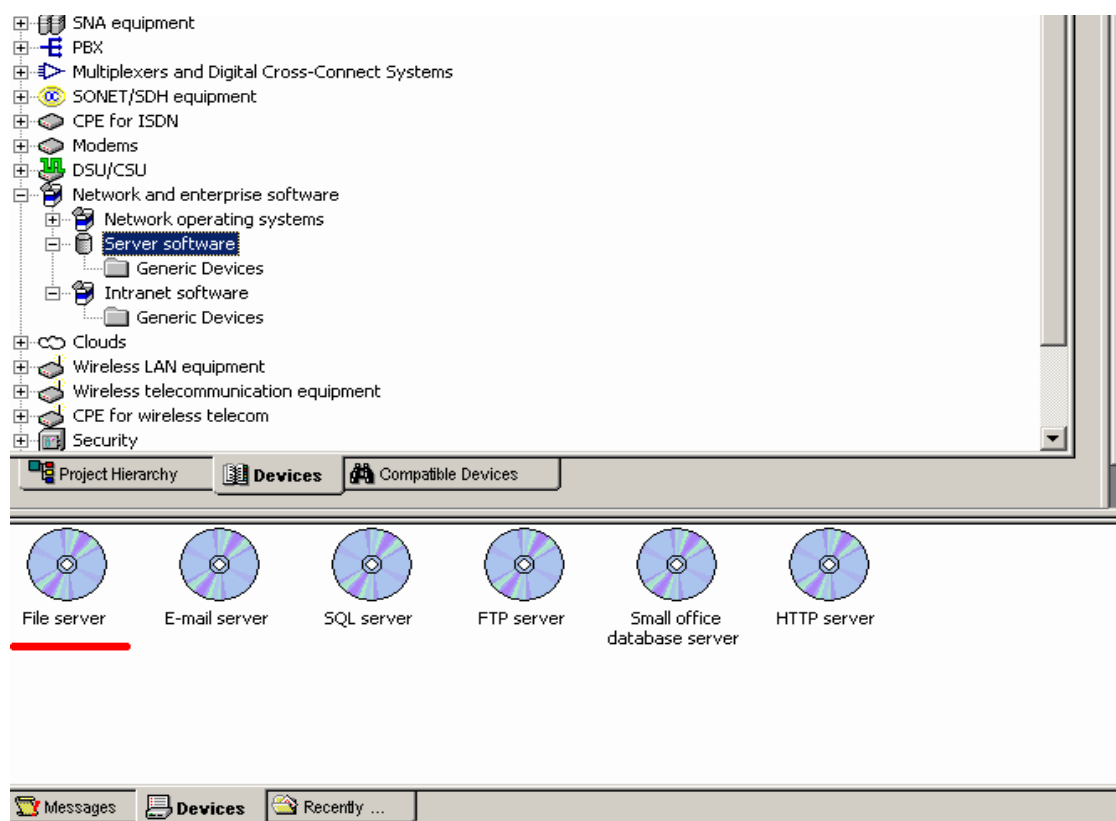 SNA equipment
PBX
Multiplexers and Digital Cross-Connect Systems
SONET/SDH equipment
CPE for ISDN
Modems
DSU/CSU
Network and enterprise software
Network operating systems
Server software
Generic Devices
Intranet software
Generic Devices
Clouds
Wireless LAN equipment
Wireless telecommunication equipment
CPE for wireless telecom
Security
Project Hierarchy Devices Compatible Devices
File server E-mail server SQL server FTP server Small office HTTP server
database server
Messages Devices Recently ...